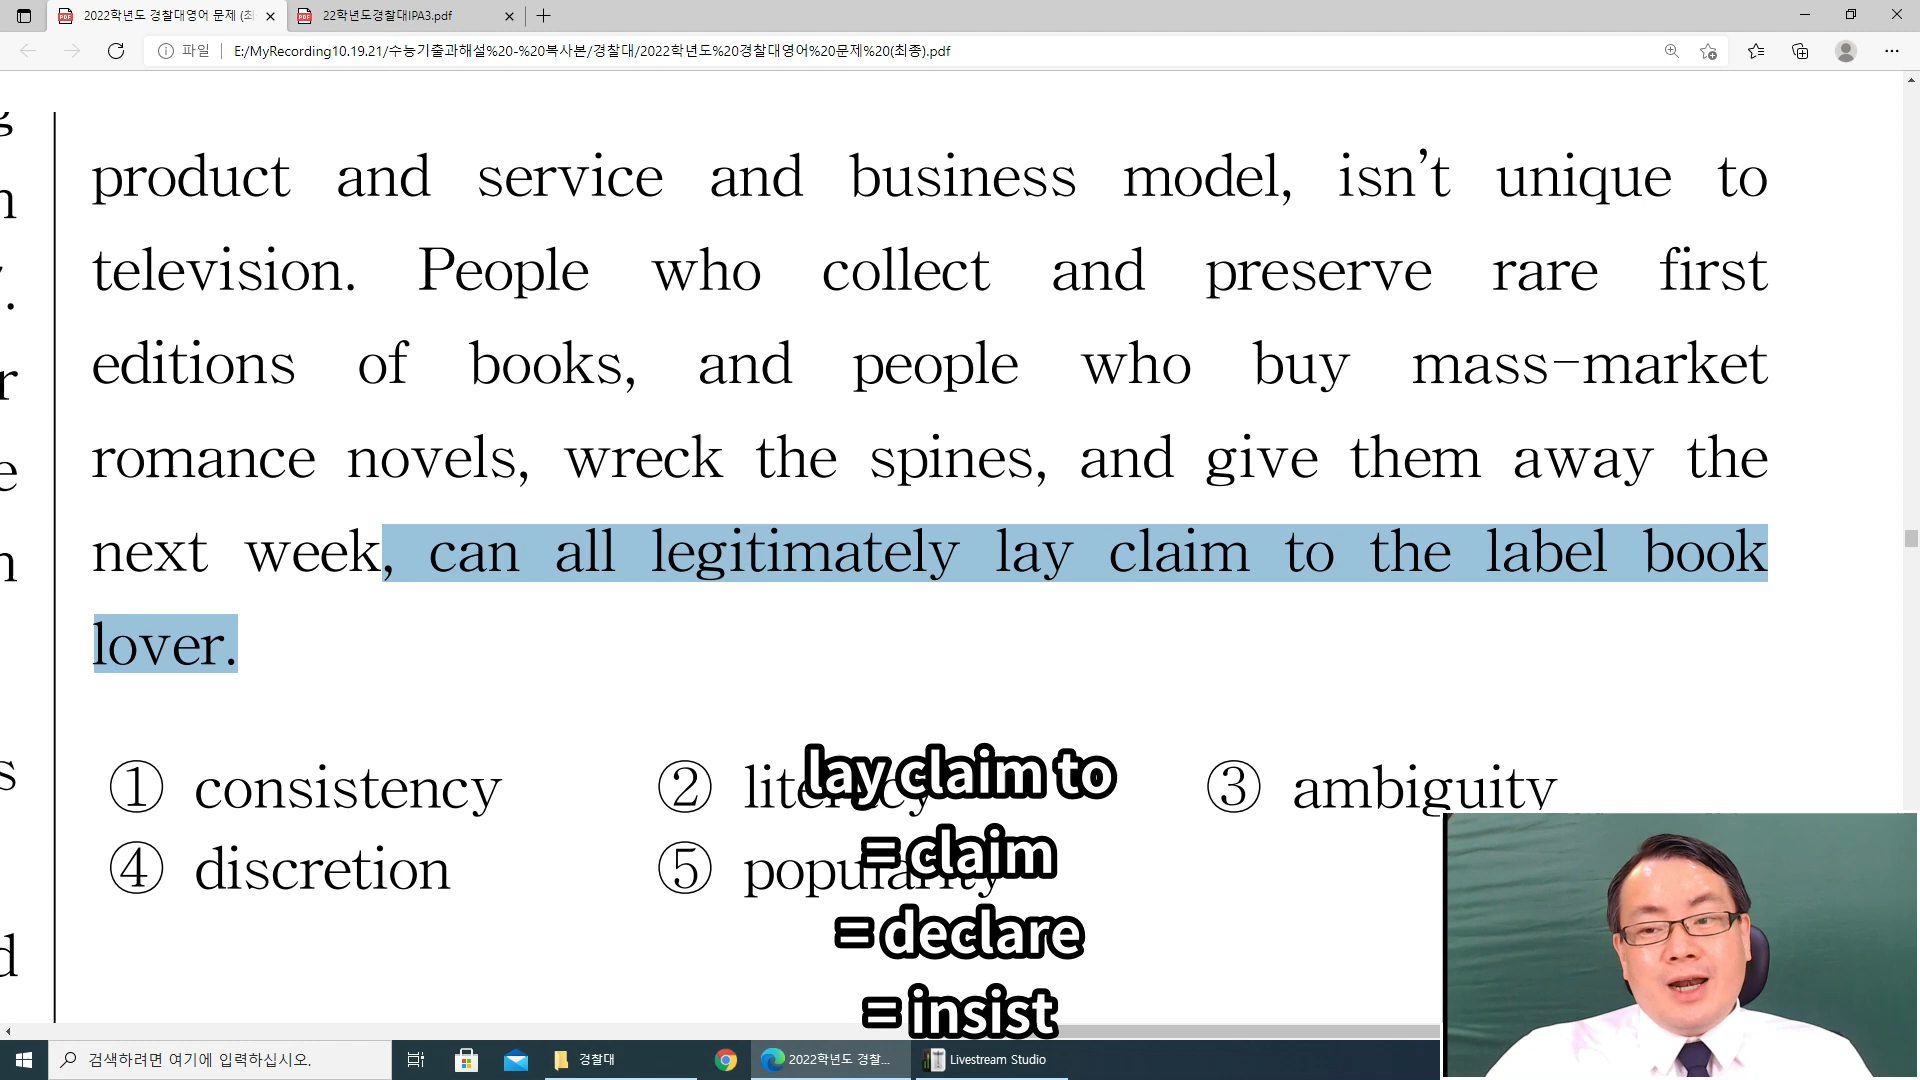 2022학년도 경찰대영어 문제 (최
22학년도경찰대IPA3.pdf
파일
E:/MyRecording10.19.21/수능기출과해설%20-%20복사본/경찰대/2022학년도%20경찰대영어%20문제%20(최종).pdf
product and service and business model, isn't unique to
television. People who collect and preserve rare first
editions of books, and people who buy mass-market
romance novels, wreck the spines, and give them away the
next week, can all legitimately lay claim to the label book
lover.
① consistency ② literacy ③ ambiguity
④ discretion ⑤ popularity
lay claim to
= claim
= declare
= insist
검색하려면 여기에 입력하십시오.
경찰대
2022학년도 경찰...
Livestream Studio